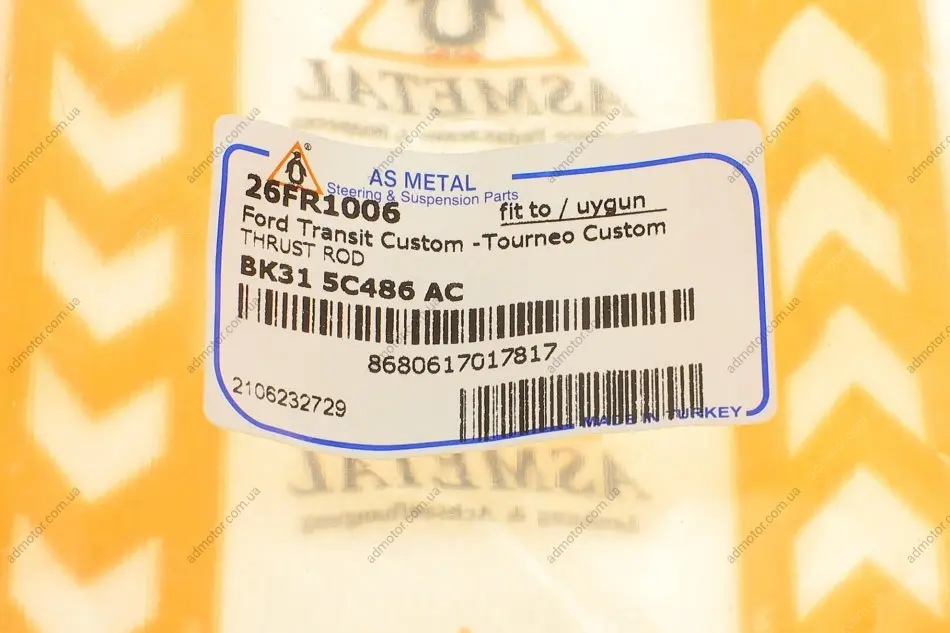 ASMETAL
®
AS METAL
Steering & Suspension Parts
26FR1006
fit to / uygun
Ford Transit Custom -Tourneo Custom
THRUST ROD
BK31 5C486 AC
8680617017817
2106232729
MADE IN TURKEY
ASMETAL
admotor.com.ua